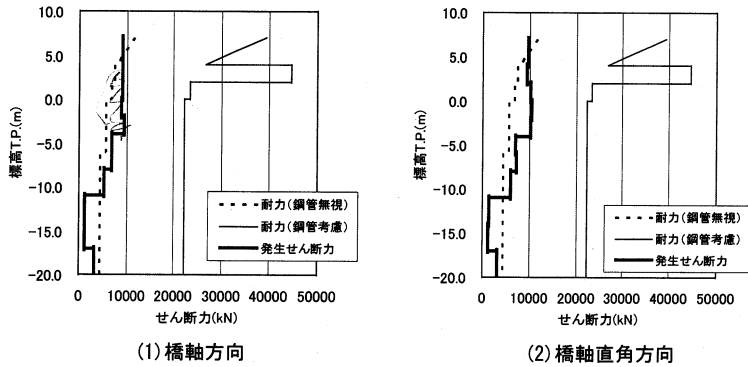 10.0
5.0
0.0
-5.0
-10.0
-15.0
-20.0
標高T.P.(m)
耐力(鋼管無視)
耐力(鋼管考慮)
発生せん断力
0 10000 20000 30000 40000 50000
せん断力(kN)
(1)橋軸方向
10.0
5.0
0.0
-5.0
-10.0
-15.0
-20.0
標高T.P.(m)
耐力(鋼管無視)
耐力(鋼管考慮)
発生せん断力
0 10000 20000 30000 40000 50000
せん断力(kN)
(2)橋軸直角方向